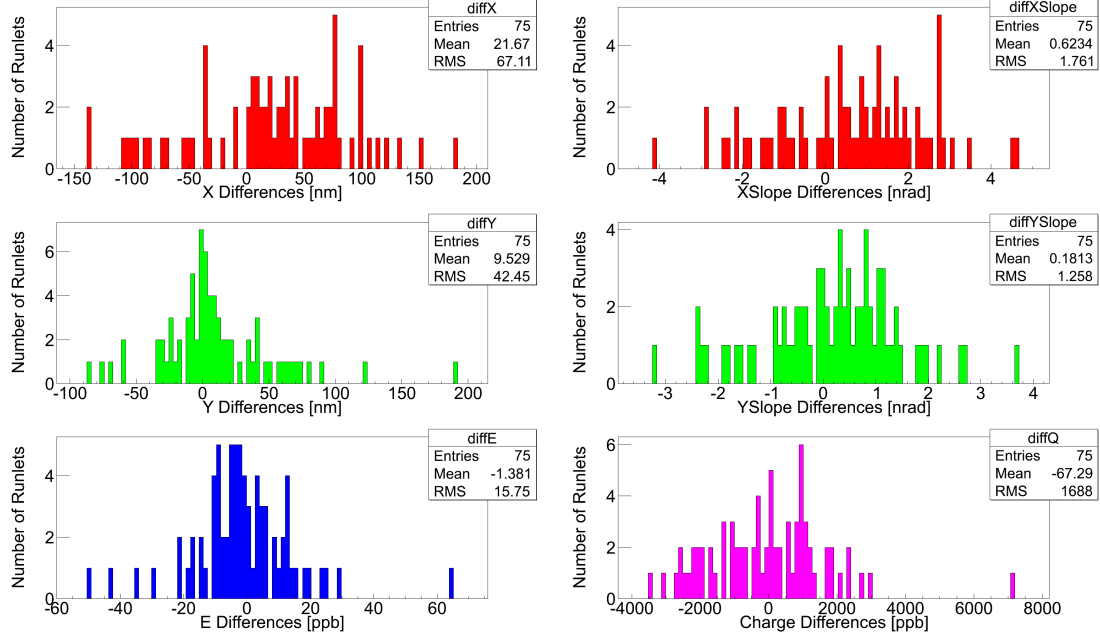 diffX
Entries 75
Mean 21.67
RMS 67.11
Number of Runlets
0 2 4
-150 -100 -50 0 50 100 150 200
X Differences [nm]
diffXSlope
Entries 75
Mean 0.6234
RMS 1.761
Number of Runlets
0 2 4
-4 -2 0 2 4
XSlope Differences [nrad]
diffY
Entries 75
Mean 9.529
RMS 42.45
Number of Runlets
0 2 4 6
-100 -50 0 50 100 150 200
Y Differences [nm]
diffYSlope
Entries 75
Mean 0.1813
RMS 1.258
Number of Runlets
0 2 4
-3 -2 -1 0 1 2 3 4
YSlope Differences [nrad]
diffE
Entries 75
Mean -1.381
RMS 15.75
Number of Runlets
0 2 4
-60 -40 -20 0 20 40 60
E Differences [ppb]
diffQ
Entries 75
Mean -67.29
RMS 1688
Number of Runlets
0 2 4 6
-4000 -2000 0 2000 4000 6000 8000
Charge Differences [ppb]